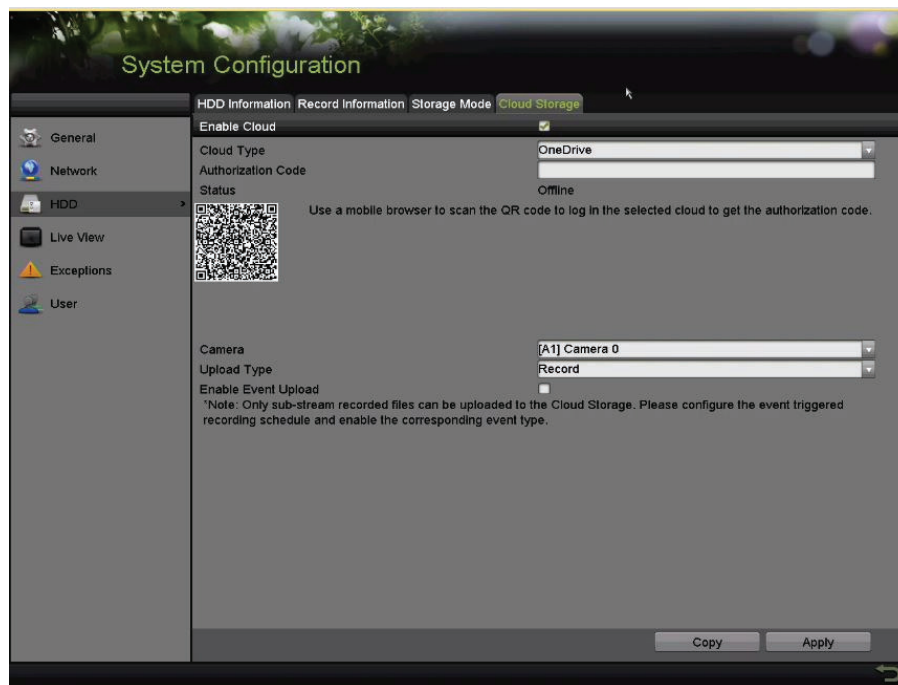 System Configuration
HDD Information Record Information Storage Mode Cloud Storage
General
Network
HDD
Live View
Exceptions
User
Enable Cloud
Cloud Type OneDrive
Authorization Code
Status Offline
Use a mobile browser to scan the QR code to log in the selected cloud to get the authorization code.
Camera [A1] Camera 0
Upload Type Record
Enable Event Upload
*Note: Only sub-stream recorded files can be uploaded to the Cloud Storage. Please configure the event triggered
recording schedule and enable the corresponding event type.
Copy Apply